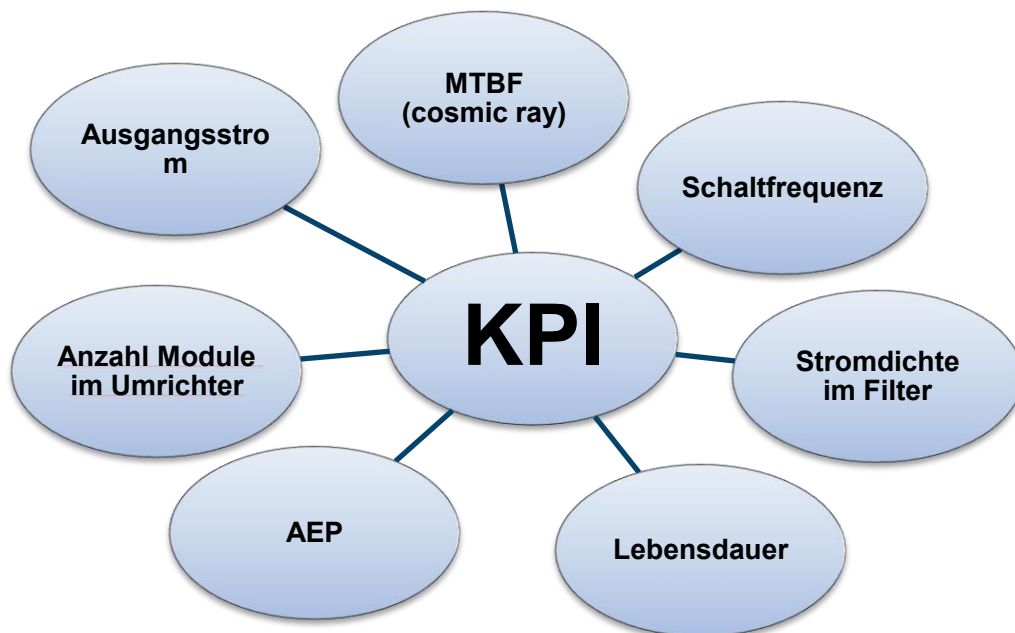 MTBF
(cosmic ray)
Ausgangsstro
m
Schaltfrequenz
KPI
Anzahl Module
im Umrichter
Stromdichte
im Filter
AEP
Lebensdauer